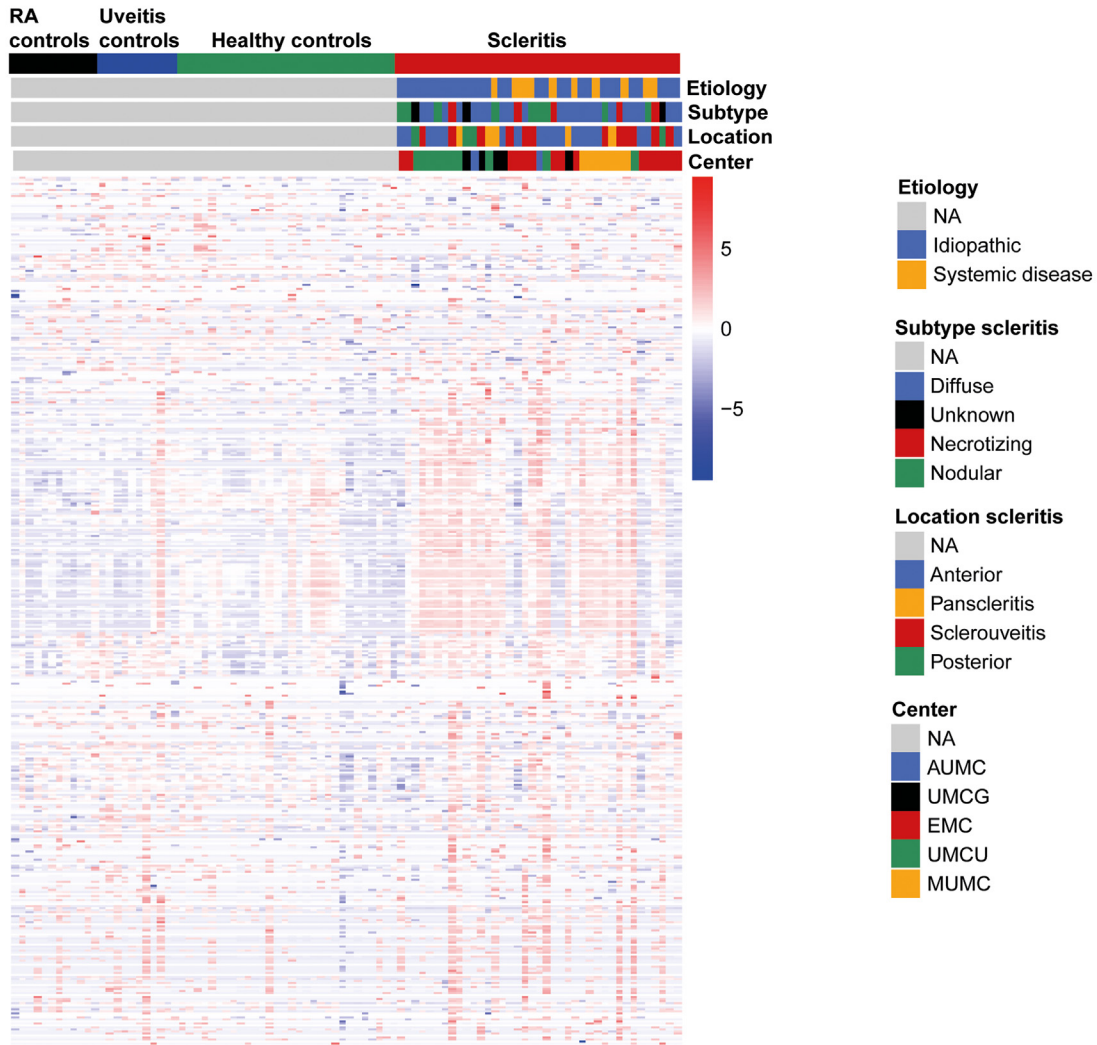 RA
controls
Uveitis
controls
Healthy controls
Scleritis
Etiology
Subtype
Location
Center
5
0
−5
Etiology
NA
Idiopathic
Systemic disease
Subtype scleritis
NA
Diffuse
Unknown
Necrotizing
Nodular
Location scleritis
NA
Anterior
Panscleritis
Sclerouveitis
Posterior
Center
NA
AUMC
UMCG
EMC
UMCU
MUMC